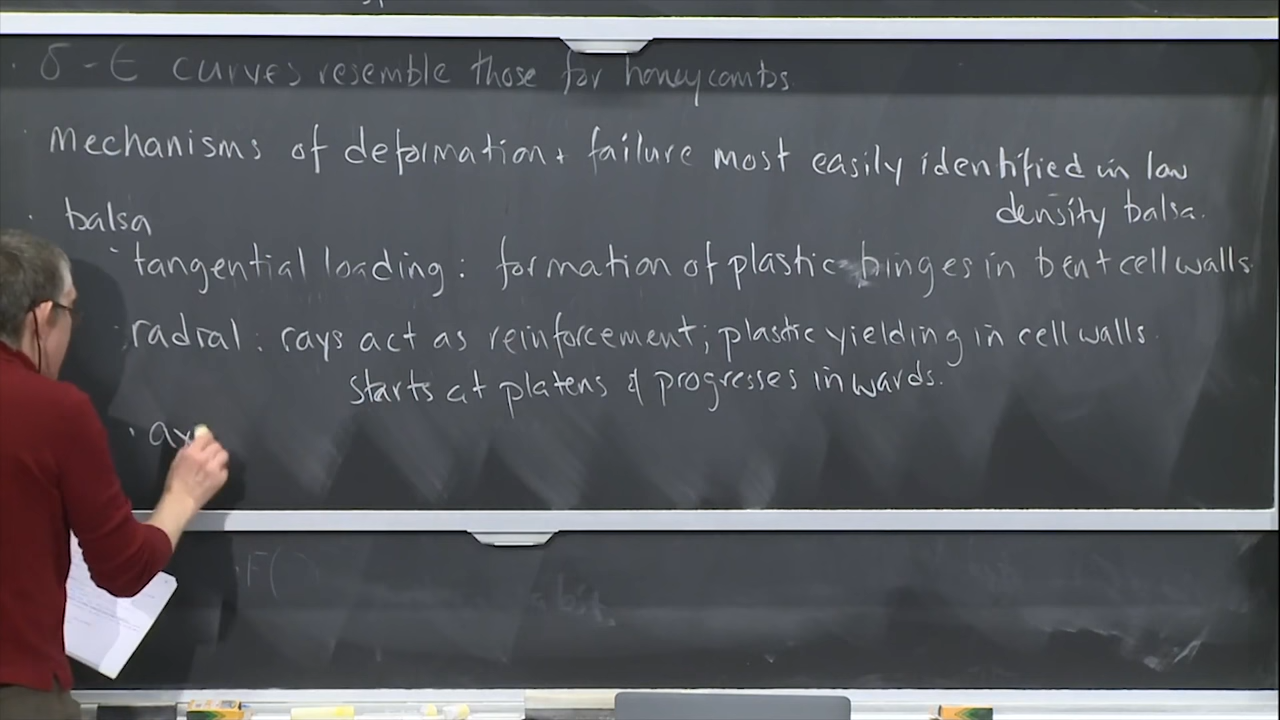 · σ - ε curves resemble those for honeycombs
· Mechanisms of deformation + failure most easily identified in low
density balsa.
· balsa
· tangential loading : formation of plastic hinges in bent cell walls.
· radial : rays act as reinforcement; plastic yielding in cell walls.
starts at platens & progresses inwards.
· ax